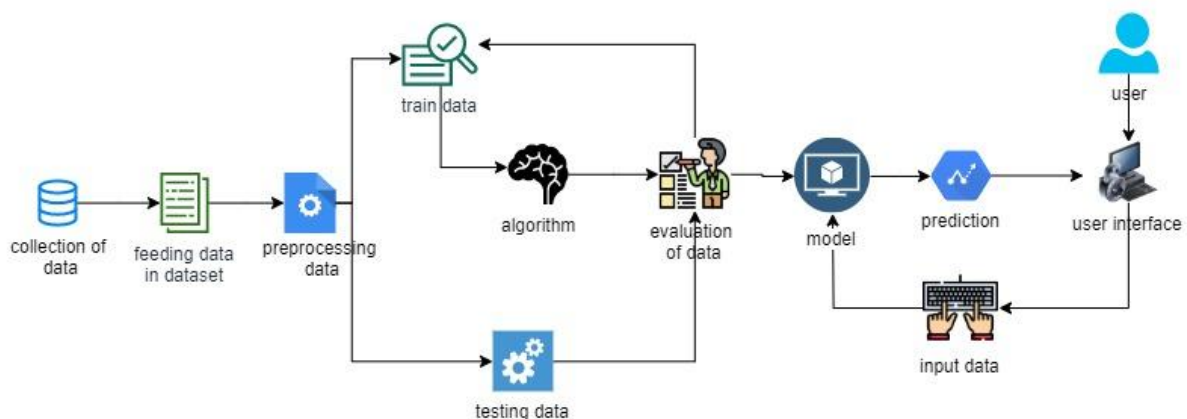 train data
user
collection of
data
feeding data
in dataset
preprocessing
data
algorithm
evaluation
of data
model
prediction
user interface
input data
testing data